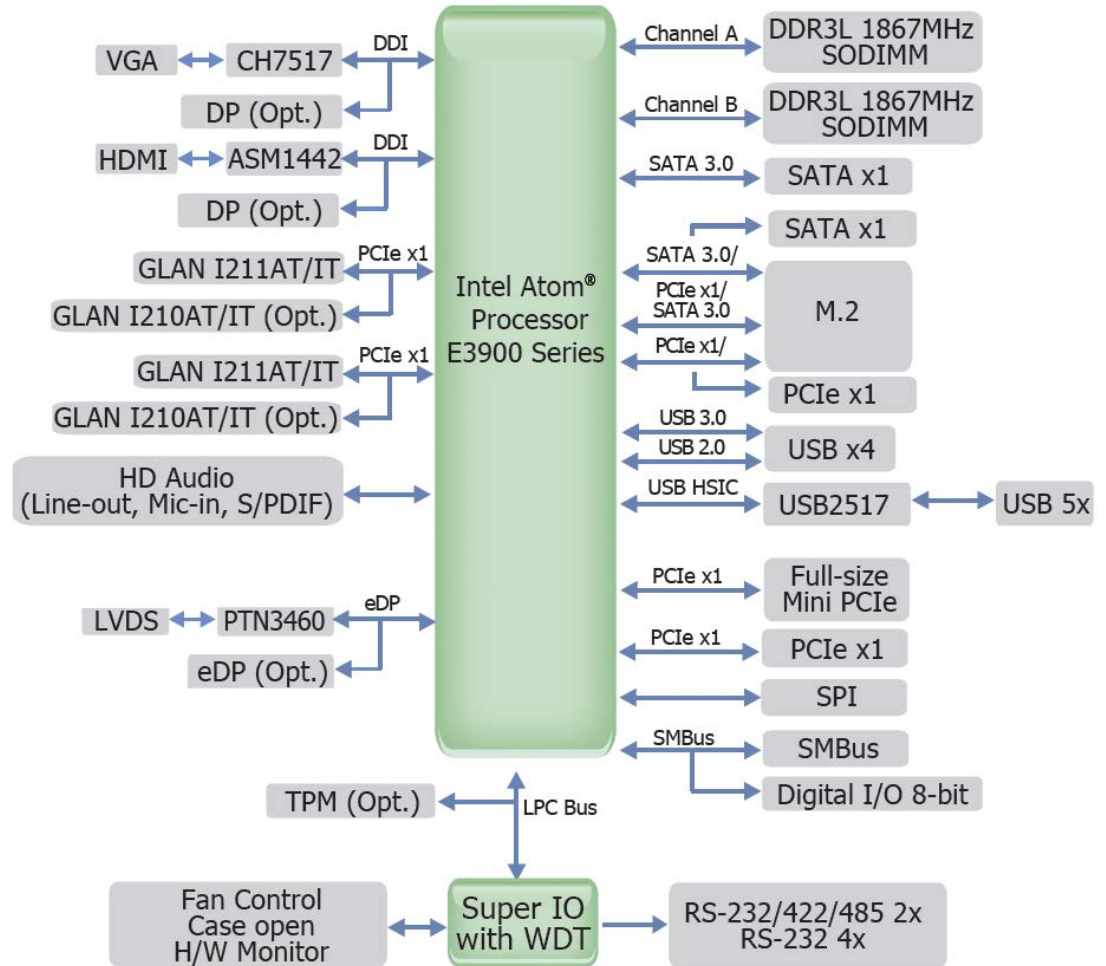 VGA
CH7517
DDI
DP (Opt.)
HDMI
ASM1442
DDI
DP (Opt.)
GLAN I211AT/IT
PCIe x1
GLAN I210AT/IT (Opt.)
GLAN I211AT/IT
PCIe x1
GLAN I210AT/IT (Opt.)
HD Audio
(Line-out, Mic-in, S/PDIF)
LVDS
PTN3460
eDP
eDP (Opt.)
Intel Atom®
Processor
E3900 Series
Channel A
DDR3L 1867MHz
SODIMM
Channel B
DDR3L 1867MHz
SODIMM
SATA 3.0
SATA x1
SATA x1
SATA 3.0/
PCIe x1/
SATA 3.0
PCIe x1/
M.2
PCIe x1
USB 3.0
USB 2.0
USB x4
USB HSIC
USB2517
USB 5x
PCIe x1
Full-size
Mini PCIe
PCIe x1
PCIe x1
SPI
SMBus
SMBus
Digital I/O 8-bit
TPM (Opt.)
LPC Bus
Fan Control
Case open
H/W Monitor
Super IO
with WDT
RS-232/422/485 2x
RS-232 4x